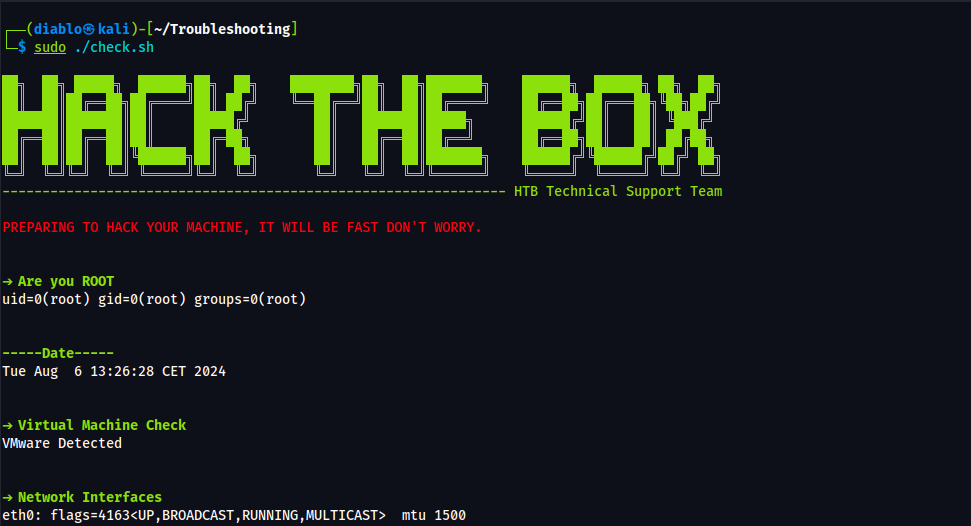 ┌──(diablo㉿kali)-[~/Troubleshooting]
└─$ sudo ./check.sh
HACK THE BOX
--------------------------------------------------------------- HTB Technical Support Team
PREPARING TO HACK YOUR MACHINE, IT WILL BE FAST DON'T WORRY.
→ Are you ROOT
uid=0(root) gid=0(root) groups=0(root)
-----Date-----
Tue Aug  6 13:26:28 CET 2024
→ Virtual Machine Check
VMware Detected
→ Network Interfaces
eth0: flags=4163<UP,BROADCAST,RUNNING,MULTICAST>  mtu 1500